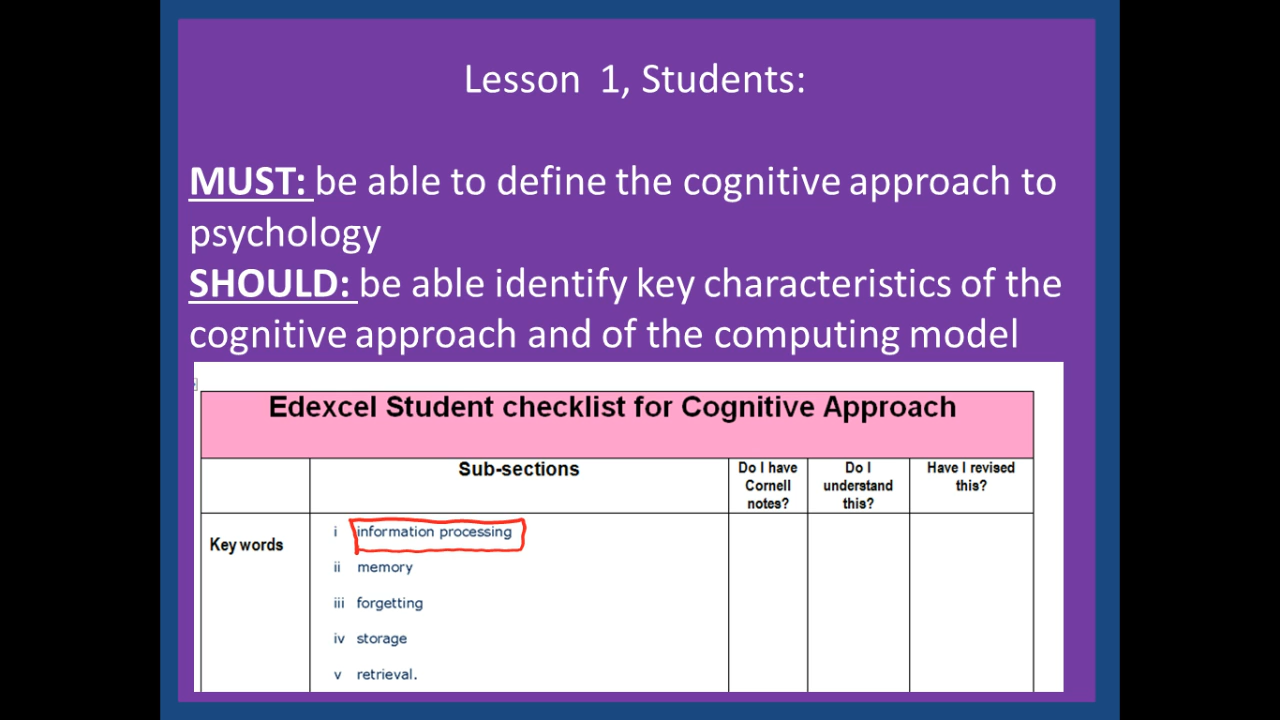 Lesson 1, Students:
MUST: be able to define the cognitive approach to
psychology
SHOULD: be able identify key characteristics of the
cognitive approach and of the computing model
Edexcel Student checklist for Cognitive Approach
Sub-sections
Do I have
Cornell
notes?
Do I
understand
this?
Have I revised
this?
Key words
i information processing
ii memory
iii forgetting
iv storage
v retrieval.